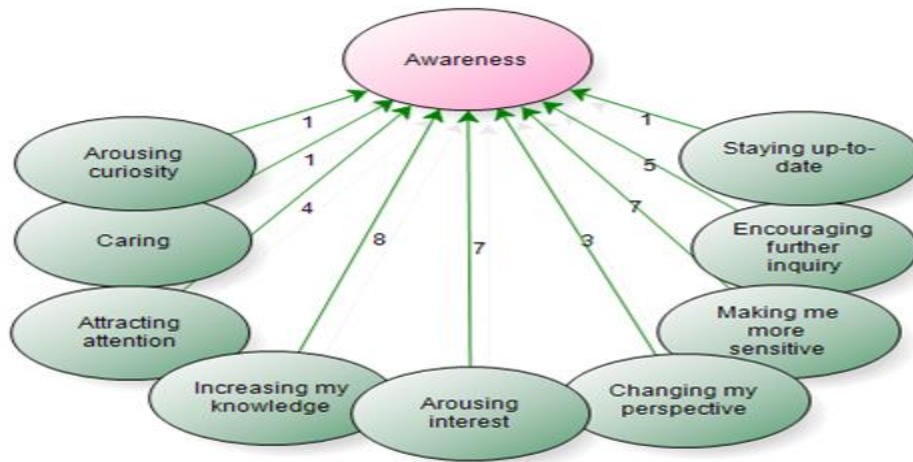 Awareness
1
1
4
8
7
3
7
5
1
Arousing
curiosity
Caring
Attracting
attention
Increasing my
knowledge
Arousing
interest
Changing my
perspective
Making me
more
sensitive
Encouraging
further
inquiry
Staying up-to-
date